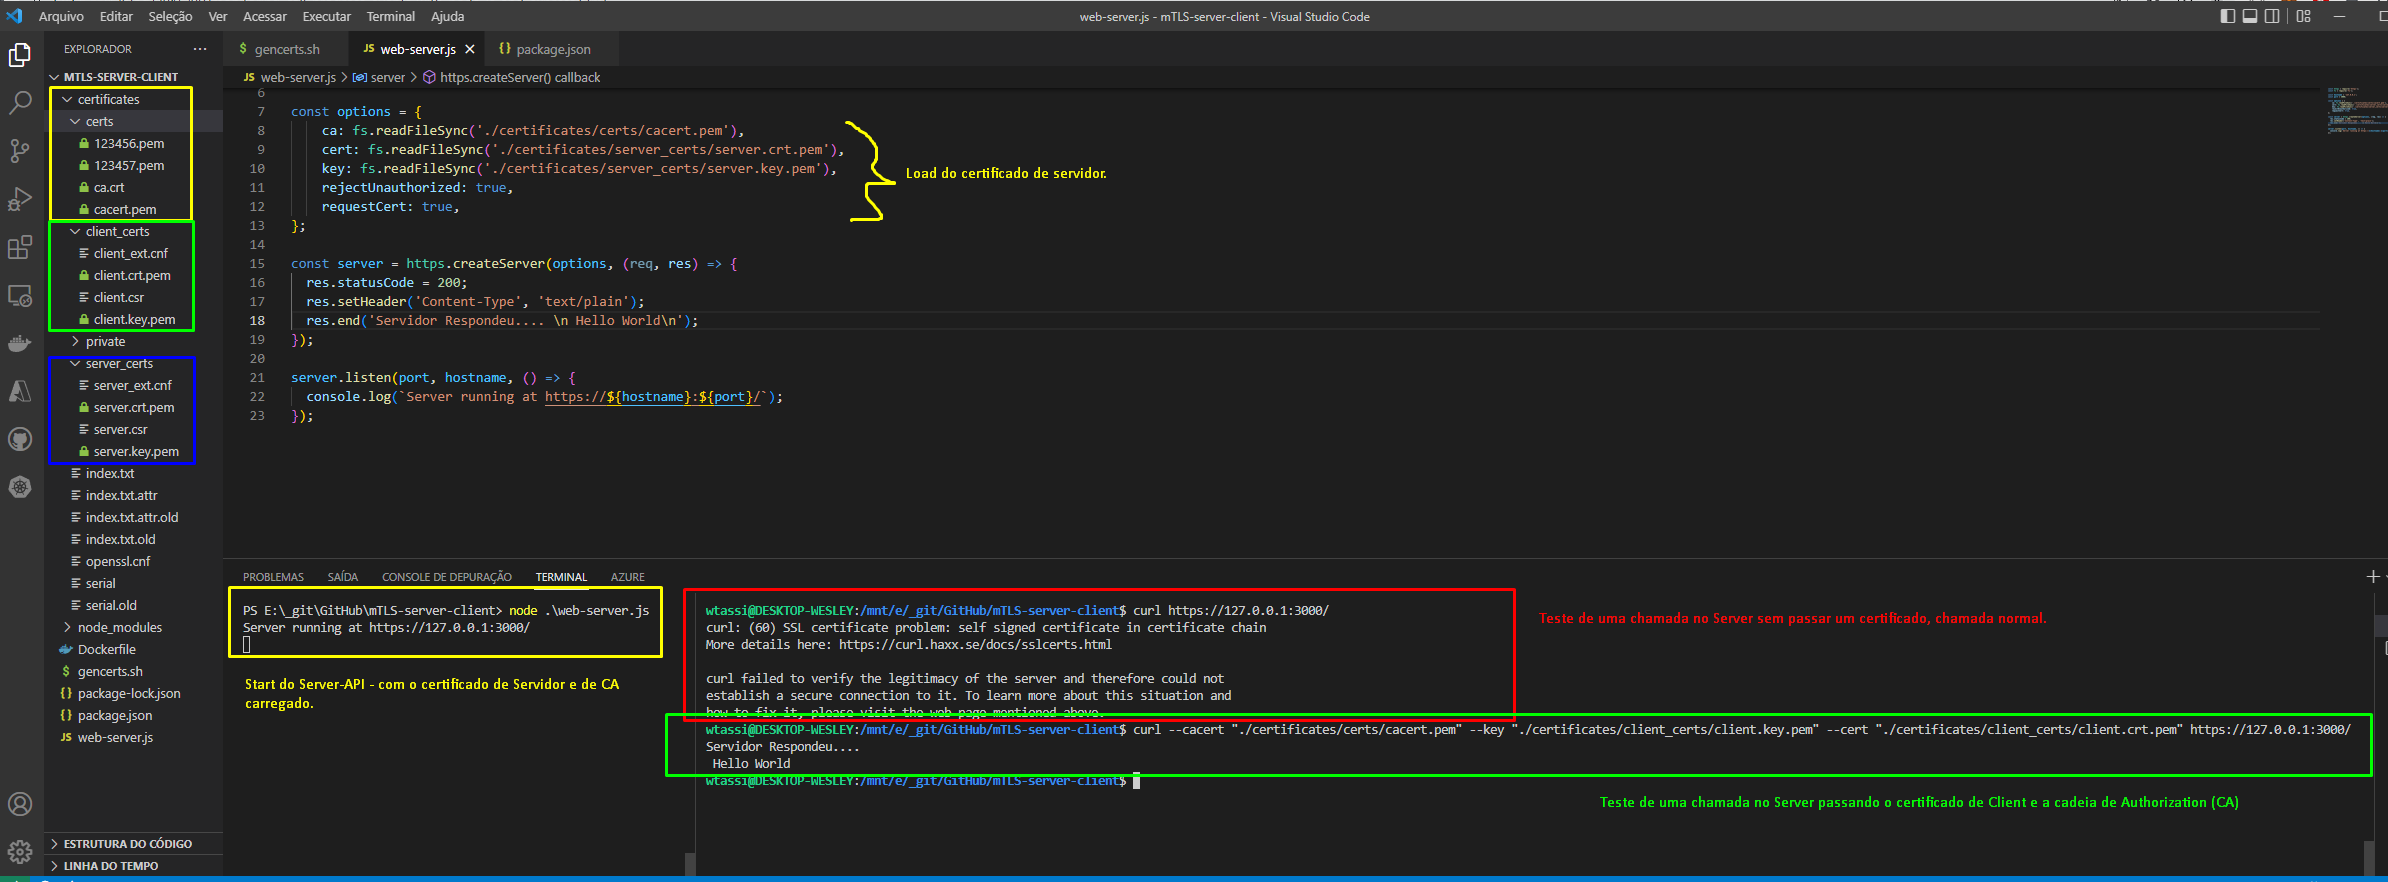 Arquivo Editar Seleção Ver Acessar Executar Terminal Ajuda
web-server.js - mTLS-server-client - Visual Studio Code
EXPLORADOR ...
MTLS-SERVER-CLIENT
certificates
certs
123456.pem
123457.pem
ca.crt
cacert.pem
client_certs
client_ext.cnf
client.crt.pem
client.csr
client.key.pem
private
server_certs
server_ext.cnf
server.crt.pem
server.csr
server.key.pem
index.txt
index.txt.attr
index.txt.attr.old
index.txt.old
openssl.cnf
serial
serial.old
node_modules
Dockerfile
$ gencerts.sh
{} package-lock.json
{} package.json
JS web-server.js
ESTRUTURA DO CÓDIGO
LINHA DO TEMPO
$ gencerts.sh JS web-server.js {} package.json
JS web-server.js > server > https.createServer() callback
6
7 const options = {
8 ca: fs.readFileSync('./certificates/certs/cacert.pem'),
9 cert: fs.readFileSync('./certificates/server_certs/server.crt.pem'),
10 key: fs.readFileSync('./certificates/server_certs/server.key.pem'),
11 rejectUnauthorized: true,
12 requestCert: true,
13 };
14
15 const server = https.createServer(options, (req, res) => {
16 res.statusCode = 200;
17 res.setHeader('Content-Type', 'text/plain');
18 res.end('Servidor Respondeu.... \n Hello World\n');
19 });
20
21 server.listen(port, hostname, () => {
22 console.log(`Server running at https://${hostname}:${port}/`);
23 });
Load do certificado de servidor.
PROBLEMAS SAÍDA CONSOLE DE DEPURAÇÃO TERMINAL AZURE
PS E:\_git\GitHub\mTLS-server-client> node .\web-server.js
Server running at https://127.0.0.1:3000/
Start do Server-API - com o certificado de Servidor e de CA
carregado.
wtassi@DESKTOP-WESLEY:/mnt/e/_git/GitHub/mTLS-server-client$ curl https://127.0.0.1:3000/
curl: (60) SSL certificate problem: self signed certificate in certificate chain
More details here: https://curl.haxx.se/docs/sslcerts.html
curl failed to verify the legitimacy of the server and therefore could not
establish a secure connection to it. To learn more about this situation and
how to fix it, please visit the web page mentioned above.
Teste de uma chamada no Server sem passar um certificado, chamada normal.
wtassi@DESKTOP-WESLEY:/mnt/e/_git/GitHub/mTLS-server-client$ curl --cacert "./certificates/certs/cacert.pem" --key "./certificates/client_certs/client.key.pem" --cert "./certificates/client_certs/client.crt.pem" https://127.0.0.1:3000/
Servidor Respondeu....
Hello World
wtassi@DESKTOP-WESLEY:/mnt/e/_git/GitHub/mTLS-server-client$
Teste de uma chamada no Server passando o certificado de Client e a cadeia de Authorization (CA)